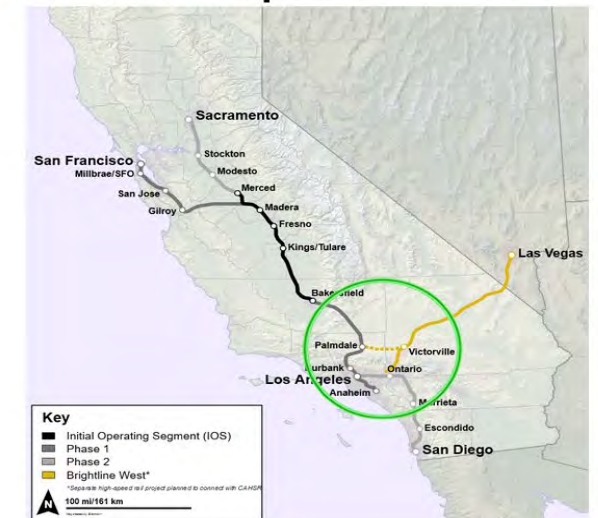 Sacramento
Stockton
San Francisco
Modesto
Millbrae/SFO
Merced
San Jose
Madera
Gilroy
Fresno
Kings/Tulare
Las Vegas
Bakersfield
Palmdale
Victorville
Burbank
Ontario
Los Angeles
Anaheim
Murrieta
Escondido
San Diego
Key
Initial Operating Segment (IOS)
Phase 1
Phase 2
Brightline West*
*Separate high-speed rail project planned to connect with CAHSR
N
100 mi/161 km